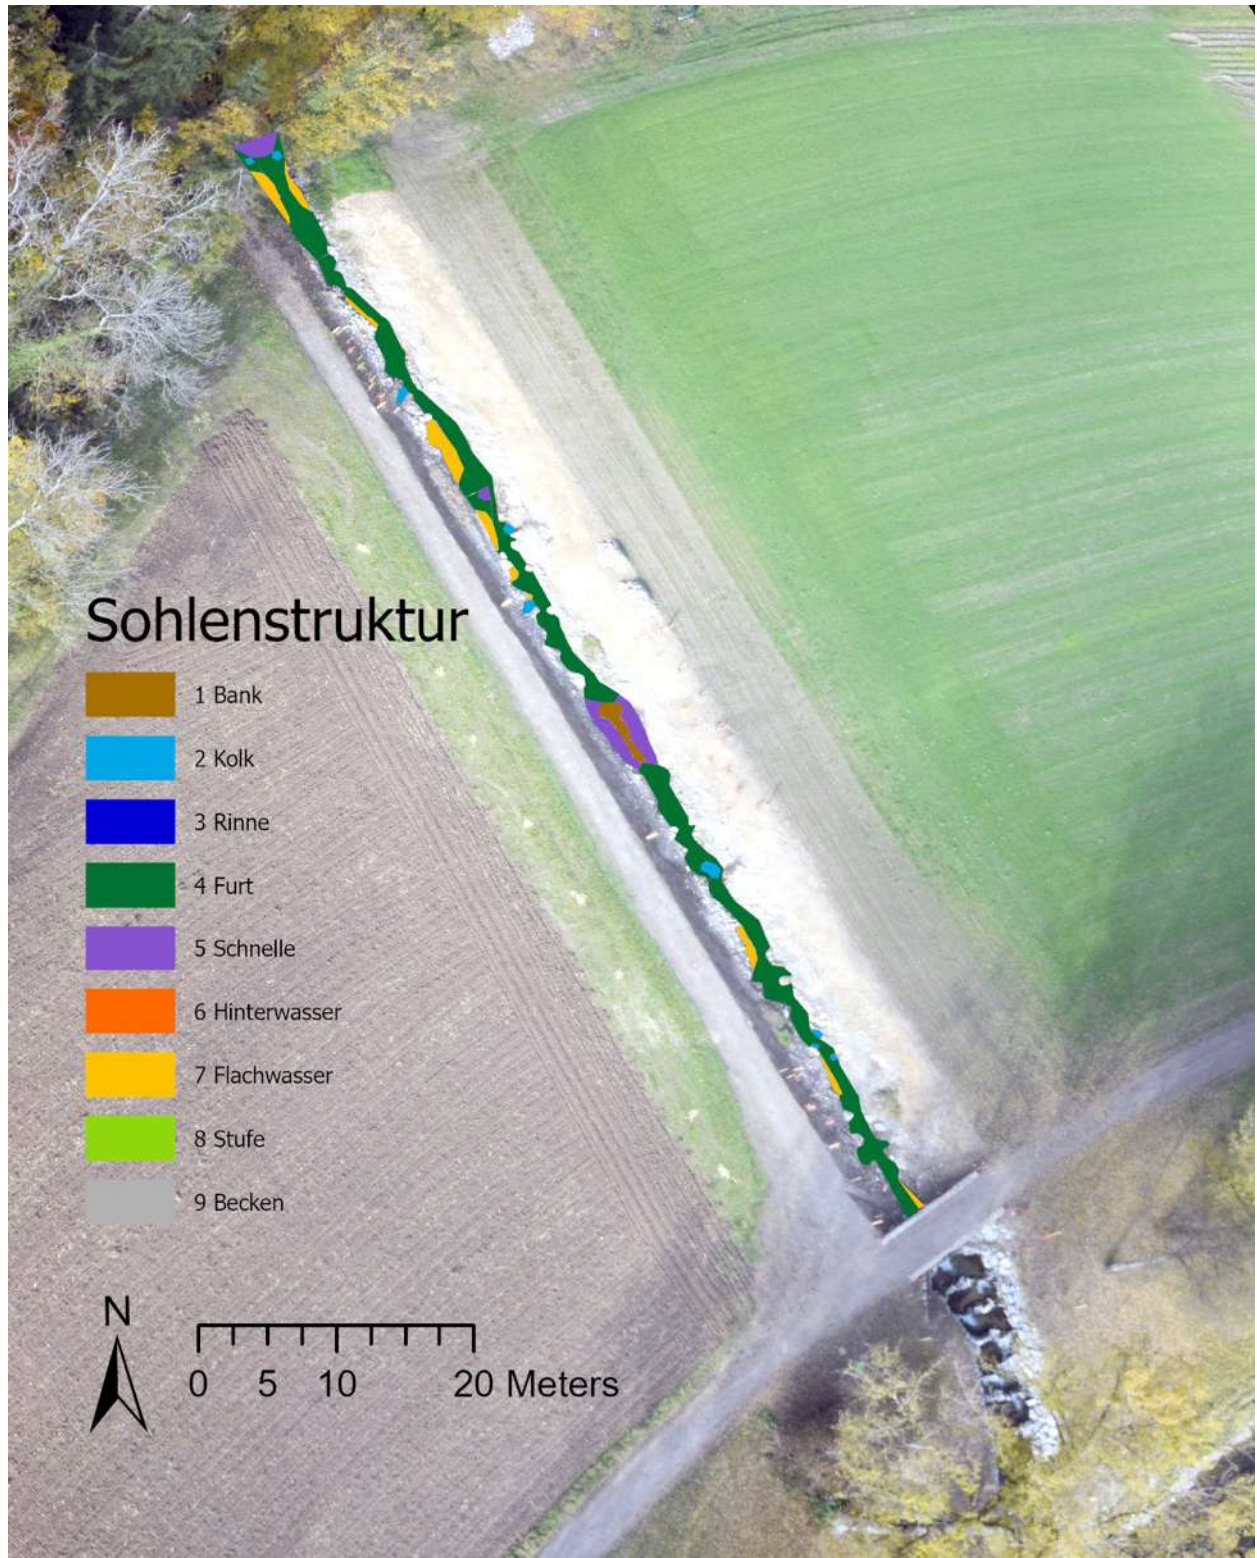 Sohlenstruktur
1 Bank
2 Kolk
3 Rinne
4 Furt
5 Schnelle
6 Hinterwasser
7 Flachwasser
8 Stufe
9 Becken
N
0 5 10 20 Meters